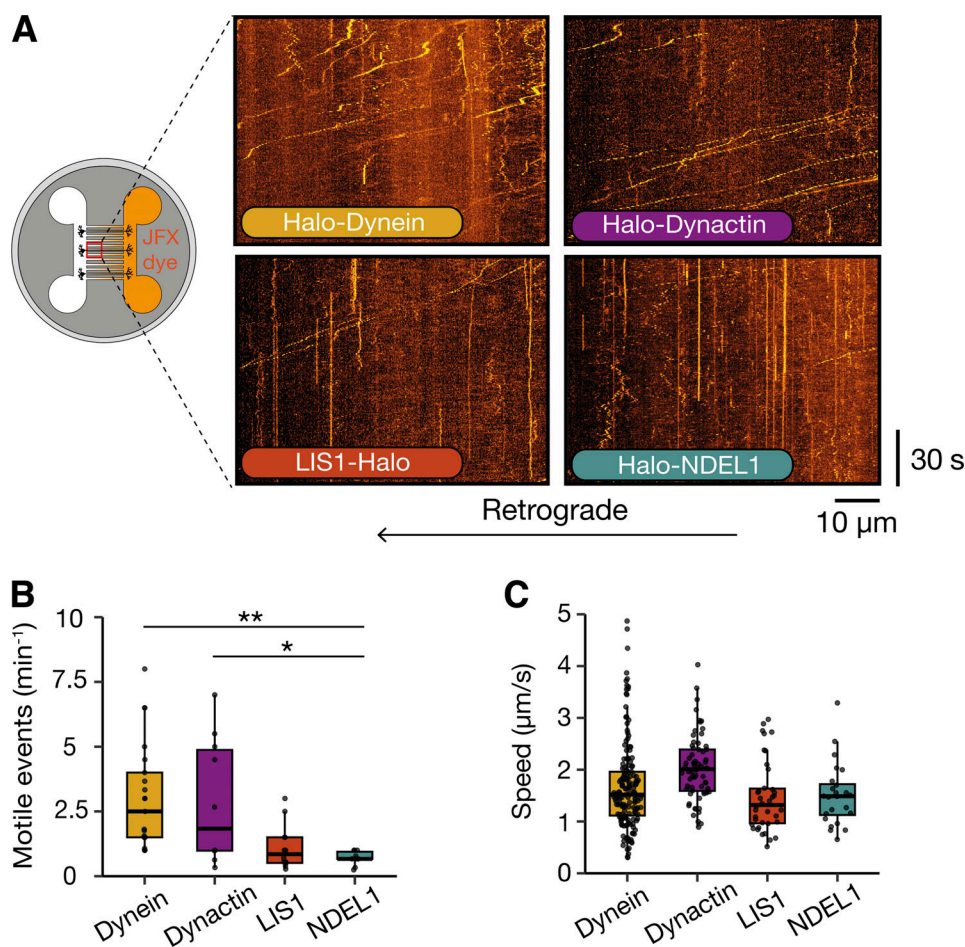 A
JFX
dye
Halo-Dynein
Halo-Dynactin
LIS1-Halo
Halo-NDEL1
30 s
Retrograde
10 µm
B
Motile events (min⁻¹)
10
7.5
5
2.5
0
**
*
Dynein
Dynactin
LIS1
NDEL1
C
Speed (µm/s)
5
4
3
2
1
0
Dynein
Dynactin
LIS1
NDEL1